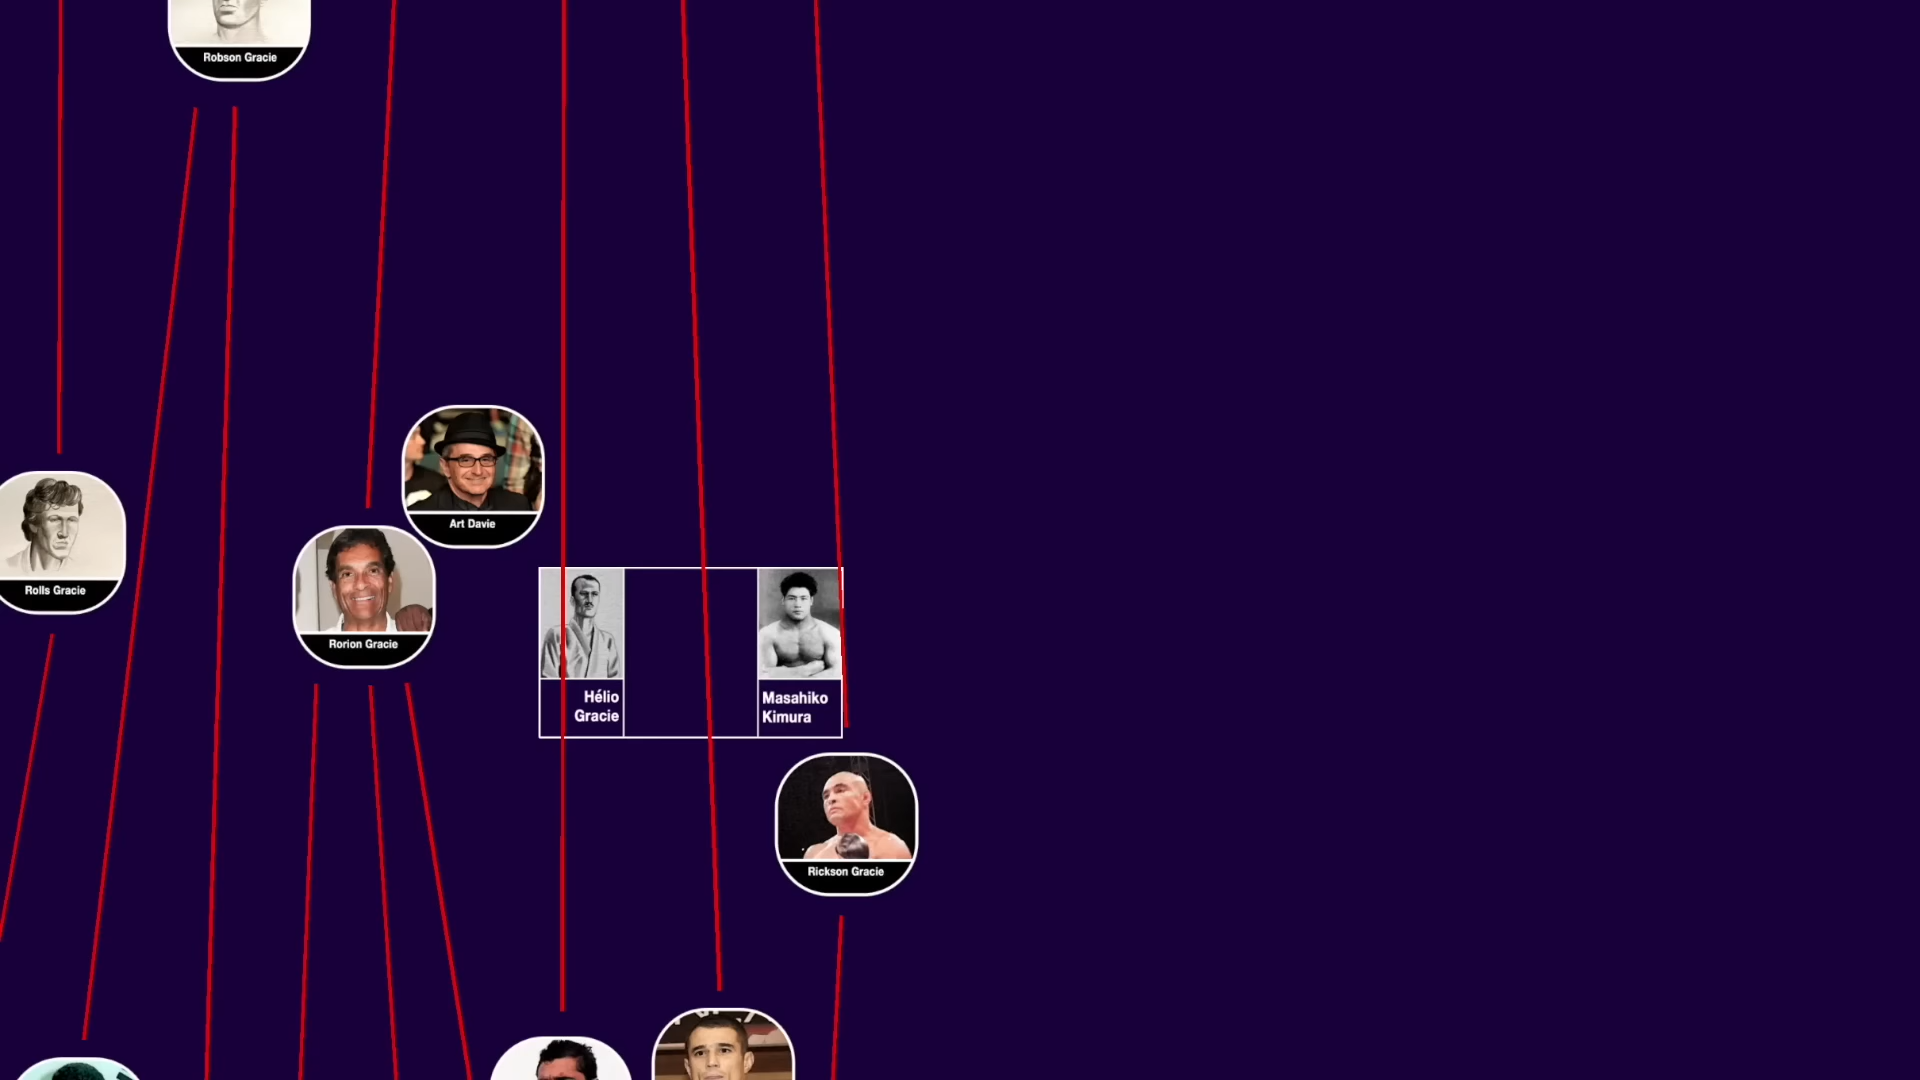 Robson Gracie
Art Davie
Rolls Gracie
Rorion Gracie
Hélio
Gracie
Masahiko
Kimura
Rickson Gracie